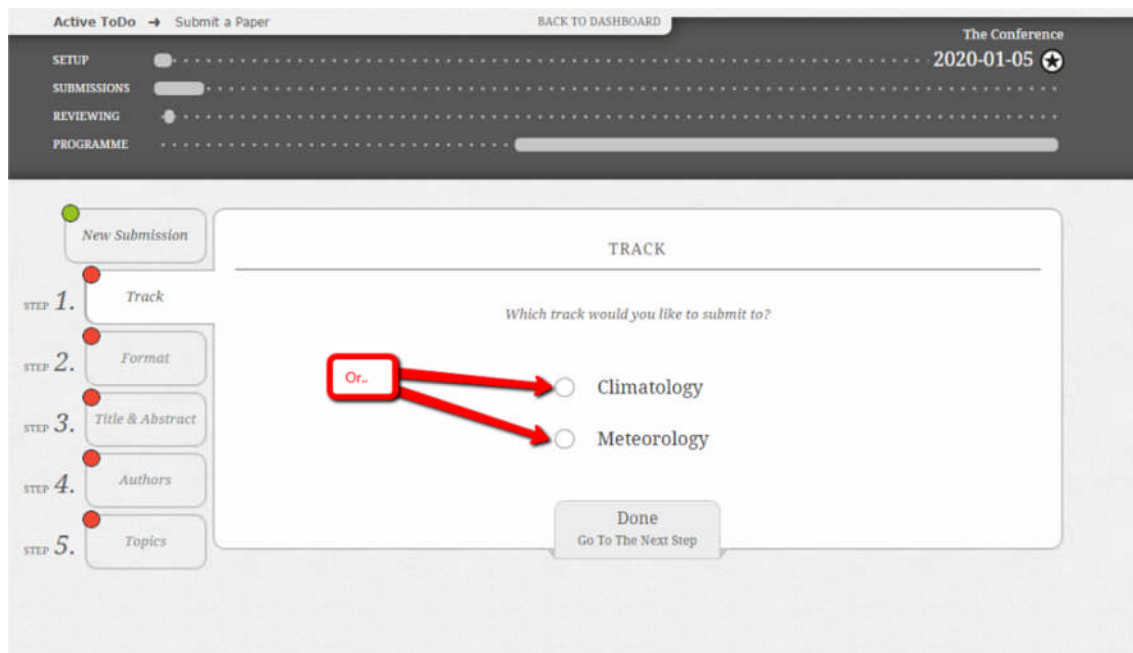 Active ToDo → Submit a Paper
BACK TO DASHBOARD
The Conference
SETUP
2020-01-05
SUBMISSIONS
REVIEWING
PROGRAMME
New Submission
TRACK
STEP 1. Track
Which track would you like to submit to?
STEP 2. Format
Or..
Climatology
STEP 3. Title & Abstract
Meteorology
STEP 4. Authors
Done
Go To The Next Step
STEP 5. Topics